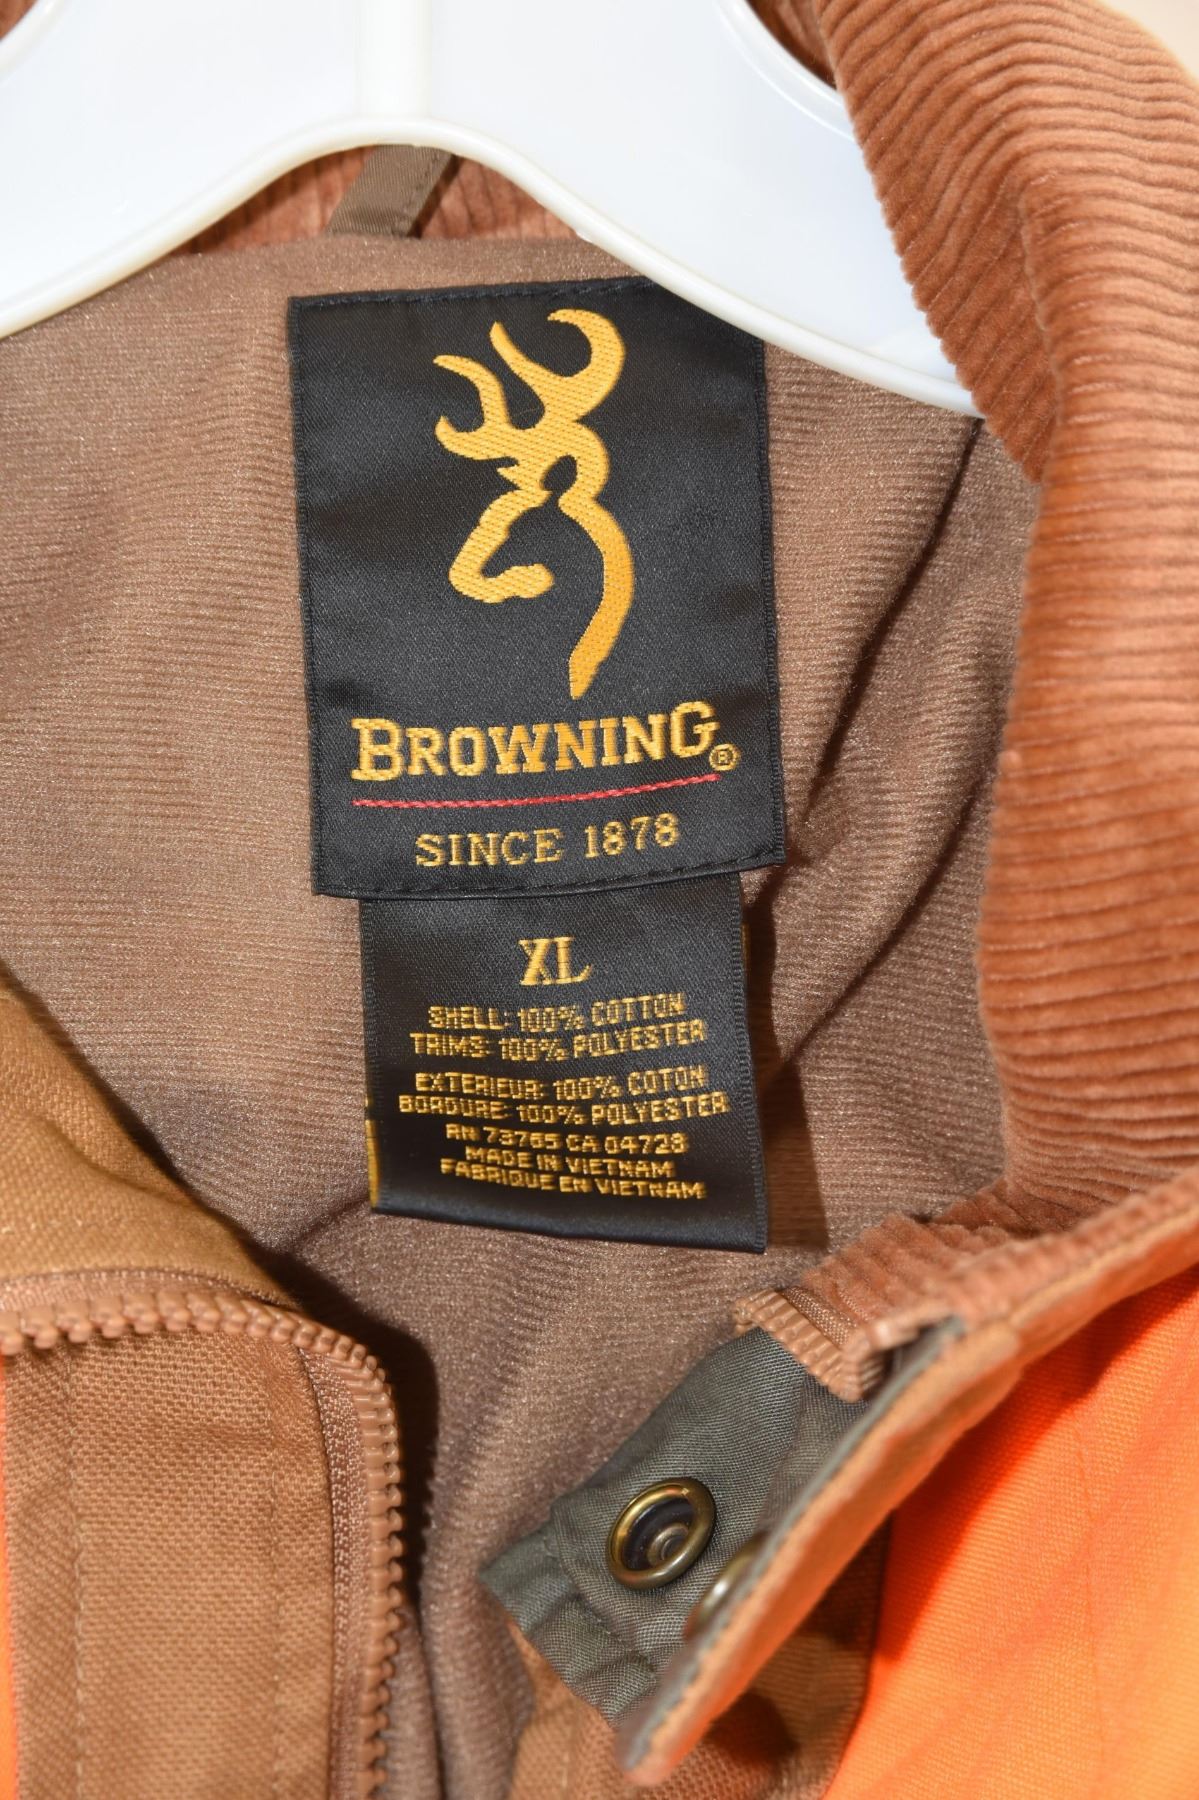 BROWNING®
SINCE 1878
XL
SHELL: 100% COTTON
TRIMS: 100% POLYESTER
EXTERIEUR: 100% COTON
BORDURE: 100% POLYESTER
RN 73765 CA 04728
MADE IN VIETNAM
FABRIQUE EN VIETNAM